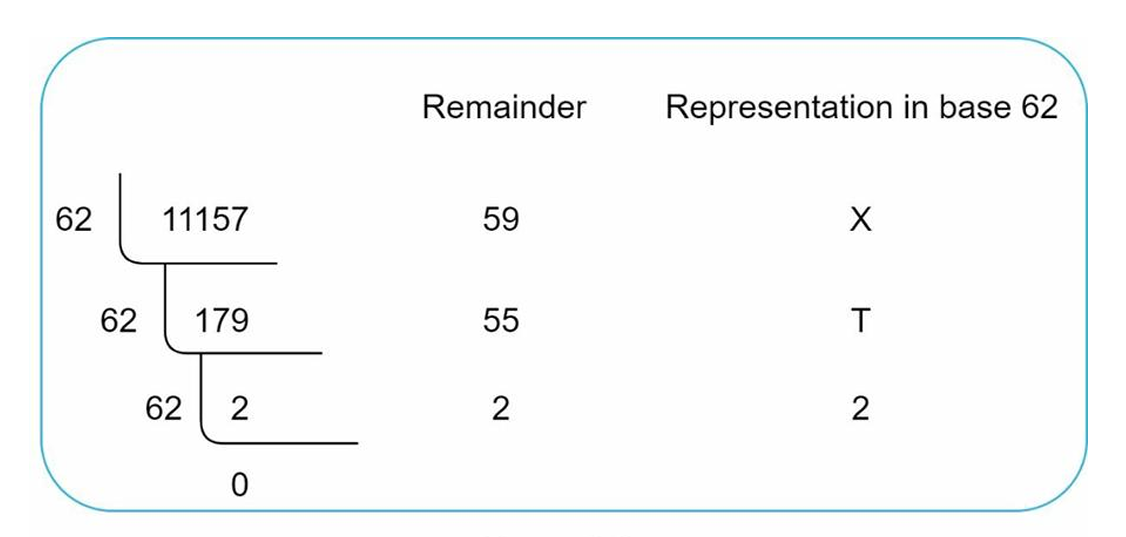 Remainder Representation in base 62
62 11157 59 X
62 179 55 T
62 2 2 2
0